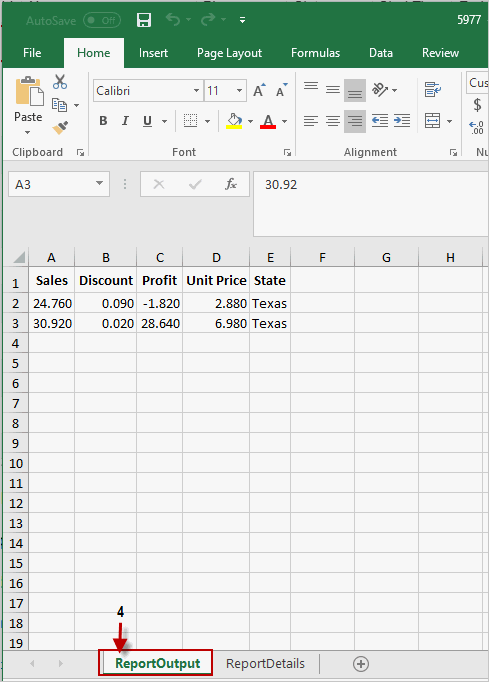 AutoSave Off 5977
File Home Insert Page Layout Formulas Data Review
Calibri 11 A A Cus
Paste B I U A $
.00
Clipboard Font Alignment Nu
A3 fx 30.92
A B C D E F G H
1 Sales Discount Profit Unit Price State
2 24.760 0.090 -1.820 2.880 Texas
3 30.920 0.020 28.640 6.980 Texas
4
5
6
7
8
9
10
11
12
13
14
15
16
17
4
18
19
ReportOutput ReportDetails